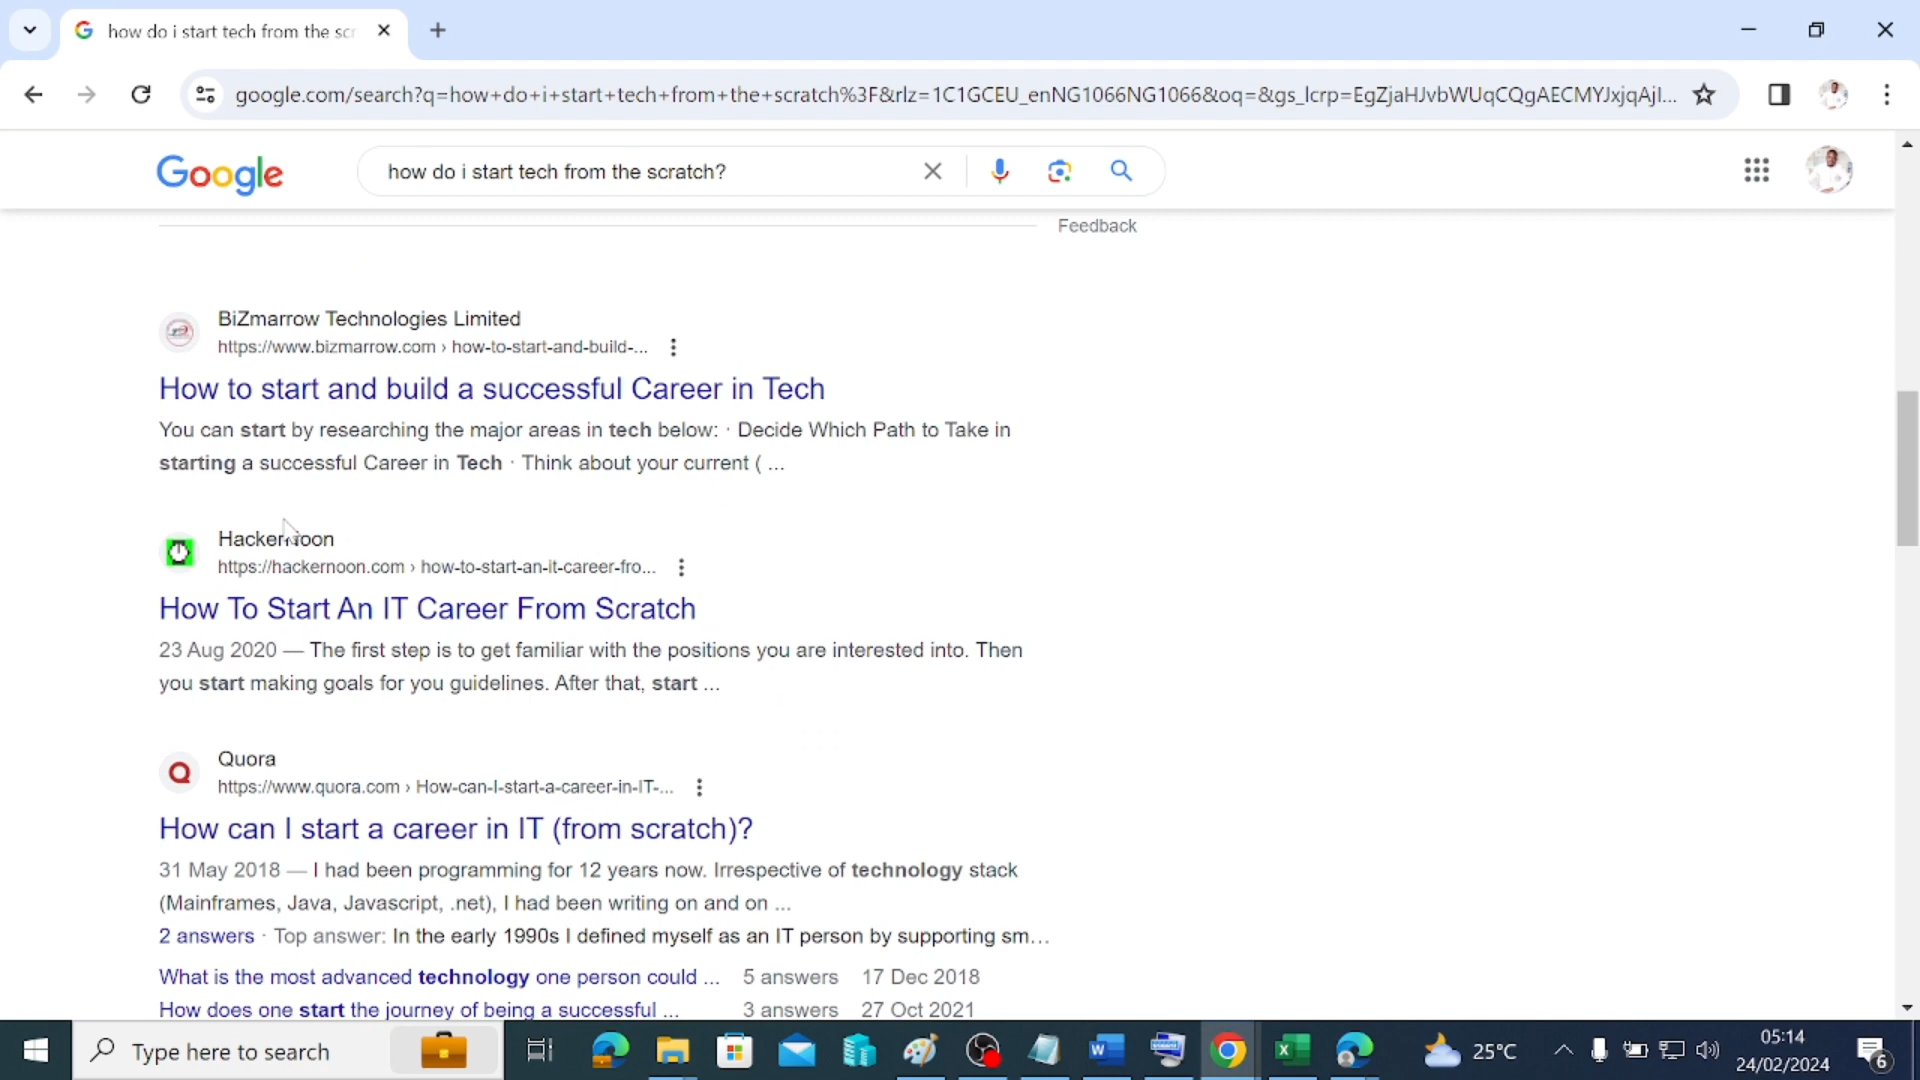 how do i start tech from the scr
google.com/search?q=how+do+i+start+tech+from+the+scratch%3F&rlz=1C1GCEU_enNG1066NG1066&oq=&gs_lcrp=EgZjaHJvbWUqCQgAECMYJxjqAjI...
Google
how do i start tech from the scratch?
Feedback
BiZmarrow Technologies Limited
https://www.bizmarrow.com › how-to-start-and-build-...
How to start and build a successful Career in Tech
You can start by researching the major areas in tech below: · Decide Which Path to Take in
starting a successful Career in Tech · Think about your current ( ...
HackerNoon
https://hackernoon.com › how-to-start-an-it-career-fro...
How To Start An IT Career From Scratch
23 Aug 2020 — The first step is to get familiar with the positions you are interested into. Then
you start making goals for you guidelines. After that, start ...
Quora
https://www.quora.com › How-can-I-start-a-career-in-IT-...
How can I start a career in IT (from scratch)?
31 May 2018 — I had been programming for 12 years now. Irrespective of technology stack
(Mainframes, Java, Javascript, .net), I had been writing on and on ...
2 answers · Top answer: In the early 1990s I defined myself as an IT person by supporting sm...
What is the most advanced technology one person could ... 5 answers 17 Dec 2018
How does one start the journey of being a successful ... 3 answers 27 Oct 2021
Type here to search
25°C
05:14
24/02/2024
6